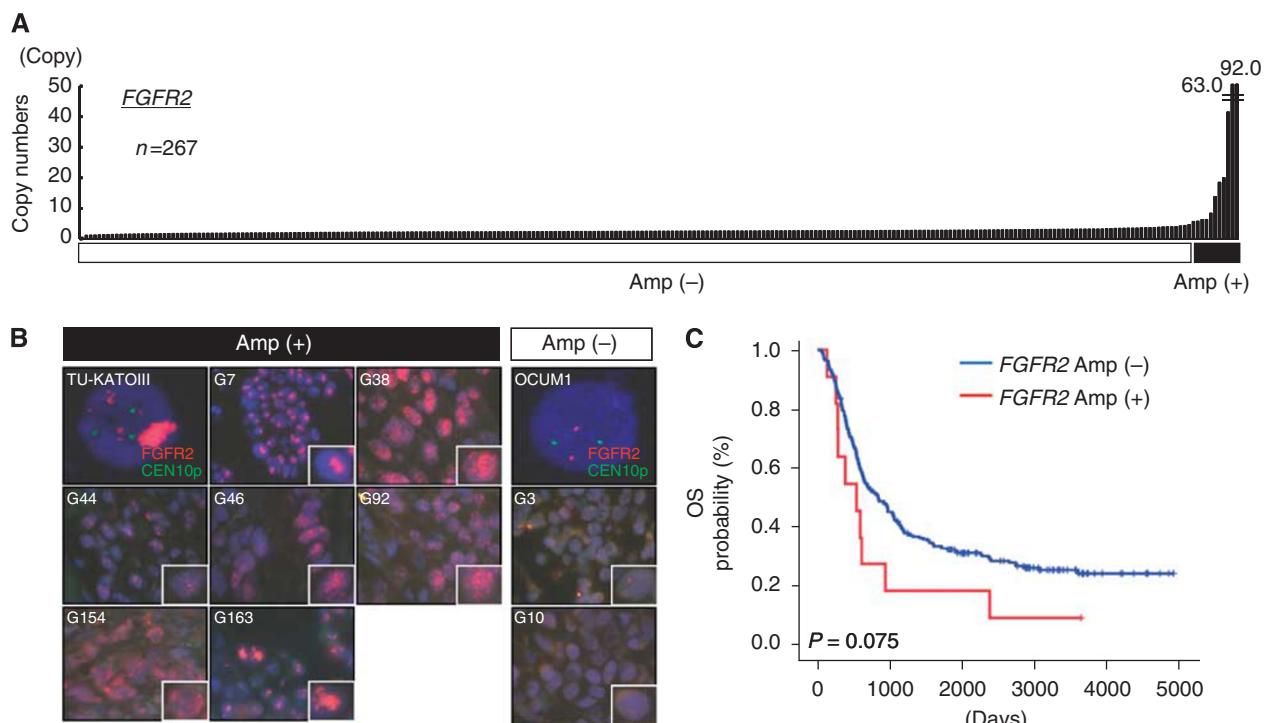 A
(Copy)
50
40
30
20
10
0
Copy numbers
FGFR2
n=267
63.0
92.0
Amp (–)
Amp (+)
B
Amp (+)
Amp (–)
TU-KATOIII
FGFR2
CEN10p
G7
G38
OCUM1
FGFR2
CEN10p
G44
G46
G92
G3
G154
G163
G10
C
1.0
0.8
0.6
0.4
0.2
0.0
OS
probability (%)
FGFR2 Amp (–)
FGFR2 Amp (+)
P = 0.075
0 1000 2000 3000 4000 5000
(Days)